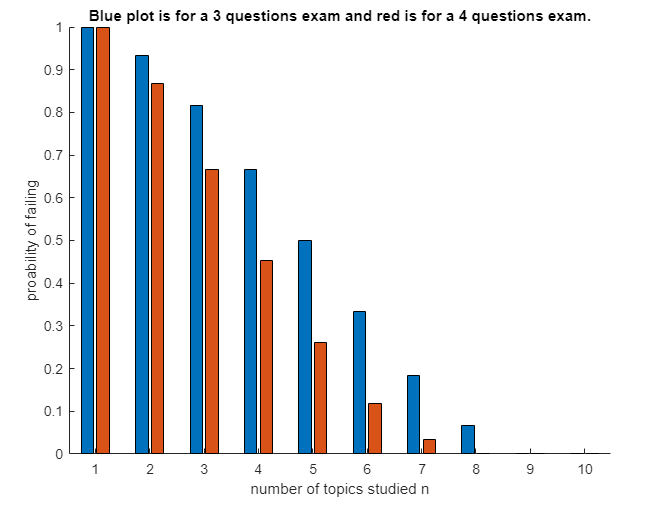 Blue plot is for a 3 questions exam and red is for a 4 questions exam.
1
0.9
0.8
0.7
0.6
0.5
0.4
0.3
0.2
0.1
0
proability of failing
1 2 3 4 5 6 7 8 9 10
number of topics studied n